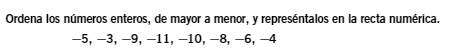 Ordena los números enteros, de mayor a menor, y represéntalos en la recta numérica.
−5, −3, −9, −11, −10, −8, −6, −4